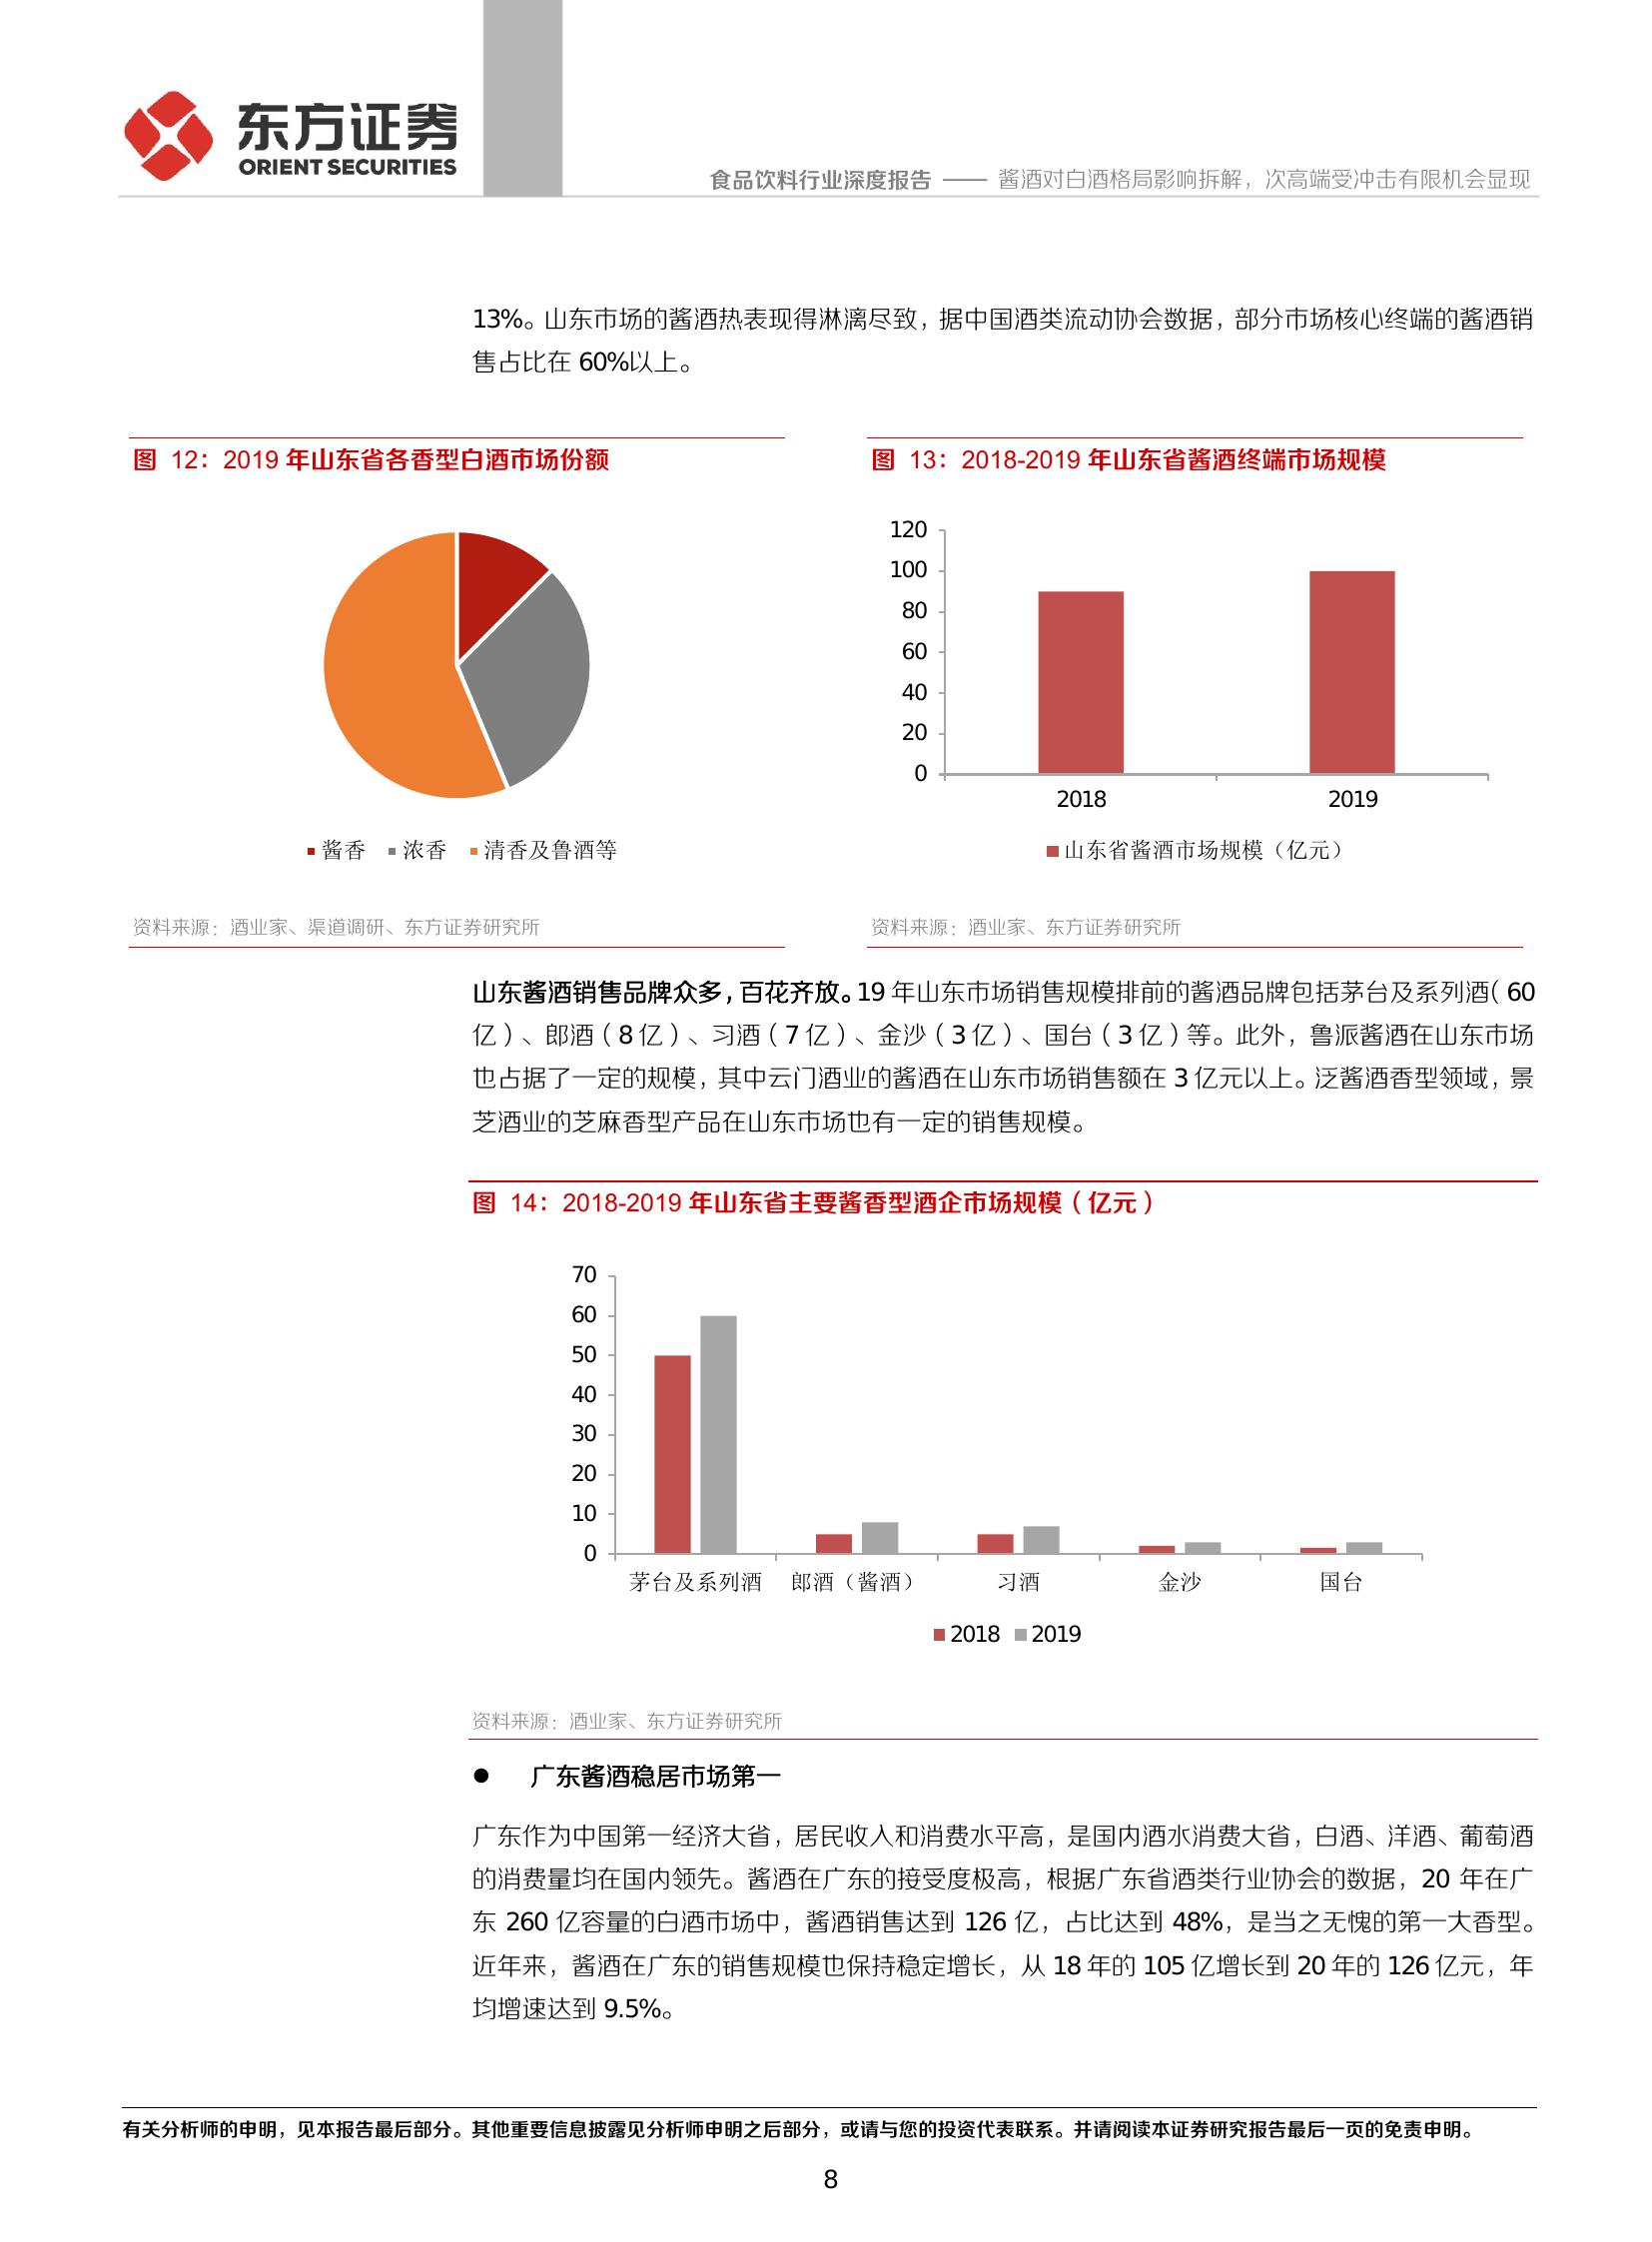 东方证券
ORIENT SECURITIES
食品饮料行业深度报告 —— 酱酒对白酒格局影响拆解，次高端受冲击有限机会显现
13%。山东市场的酱酒热表现得淋漓尽致，据中国酒类流动协会数据，部分市场核心终端的酱酒销
售占比在 60%以上。
图 12：2019 年山东省各香型白酒市场份额
酱香 浓香 清香及鲁酒等
资料来源：酒业家、渠道调研、东方证券研究所
图 13：2018-2019 年山东省酱酒终端市场规模
120
100
80
60
40
20
0
2018 2019
山东省酱酒市场规模（亿元）
资料来源：酒业家、东方证券研究所
山东酱酒销售品牌众多，百花齐放。19 年山东市场销售规模排前的酱酒品牌包括茅台及系列酒（60
亿）、郎酒（8 亿）、习酒（7 亿）、金沙（3 亿）、国台（3 亿）等。此外，鲁派酱酒在山东市场
也占据了一定的规模，其中云门酒业的酱酒在山东市场销售额在 3 亿元以上。泛酱酒香型领域，景
芝酒业的芝麻香型产品在山东市场也有一定的销售规模。
图 14：2018-2019 年山东省主要酱香型酒企市场规模（亿元）
70
60
50
40
30
20
10
0
茅台及系列酒 郎酒（酱酒） 习酒 金沙 国台
2018 2019
资料来源：酒业家、东方证券研究所
● 广东酱酒稳居市场第一
广东作为中国第一经济大省，居民收入和消费水平高，是国内酒水消费大省，白酒、洋酒、葡萄酒
的消费量均在国内领先。酱酒在广东的接受度极高，根据广东省酒类行业协会的数据，20 年在广
东 260 亿容量的白酒市场中，酱酒销售达到 126 亿，占比达到 48%，是当之无愧的第一大香型。
近年来，酱酒在广东的销售规模也保持稳定增长，从 18 年的 105 亿增长到 20 年的 126 亿元，年
均增速达到 9.5%。
有关分析师的申明，见本报告最后部分。其他重要信息披露见分析师申明之后部分，或请与您的投资代表联系。并请阅读本证券研究报告最后一页的免责申明。
8